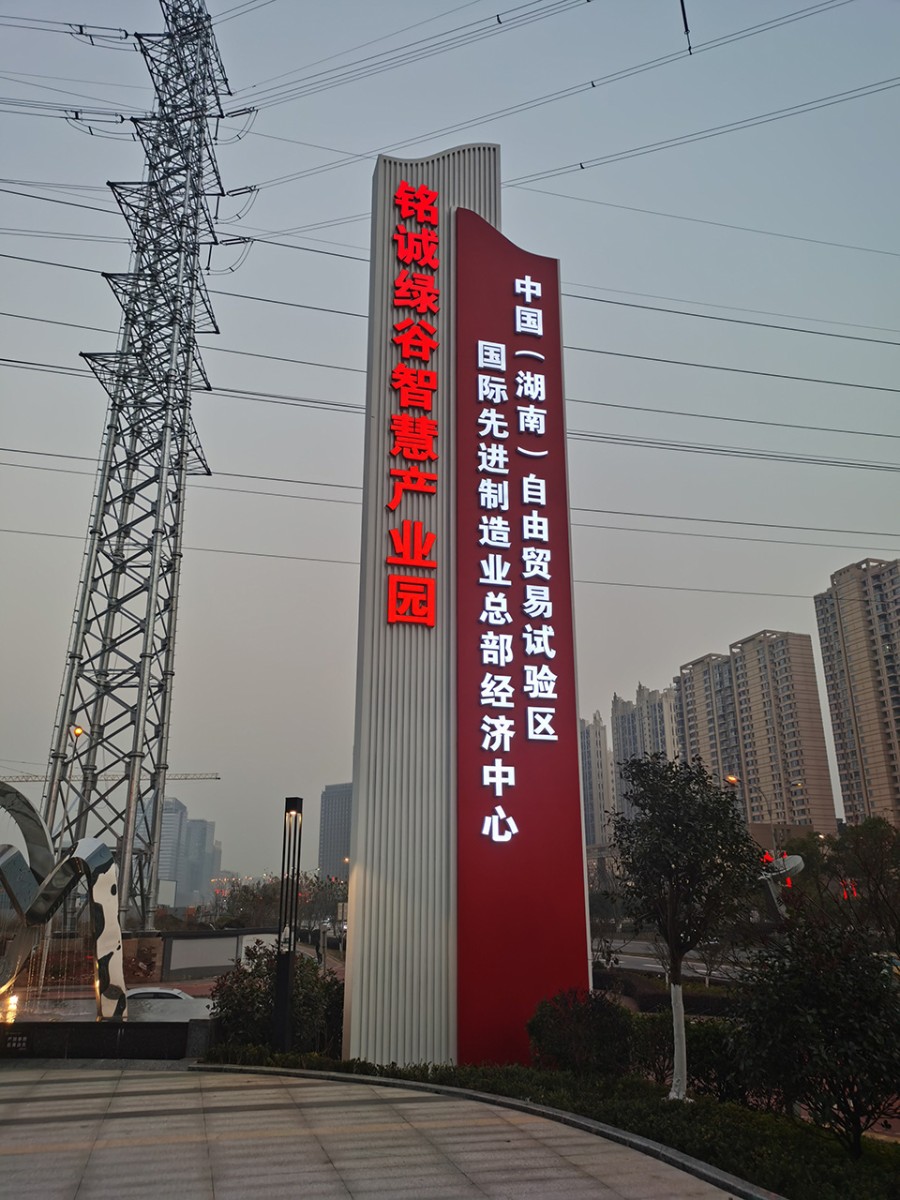 铭诚绿谷智慧产业园
中国（湖南）自由贸易试验区
国际先进制造业总部经济中心